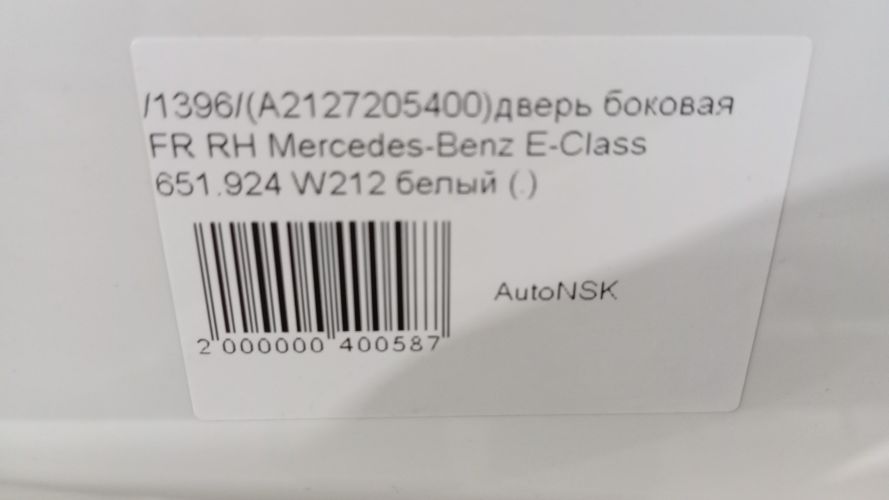 /1396/(A2127205400)дверь боковая
FR RH Mercedes-Benz E-Class
651.924 W212 белый (.)
AutoNSK
2 000000 400587